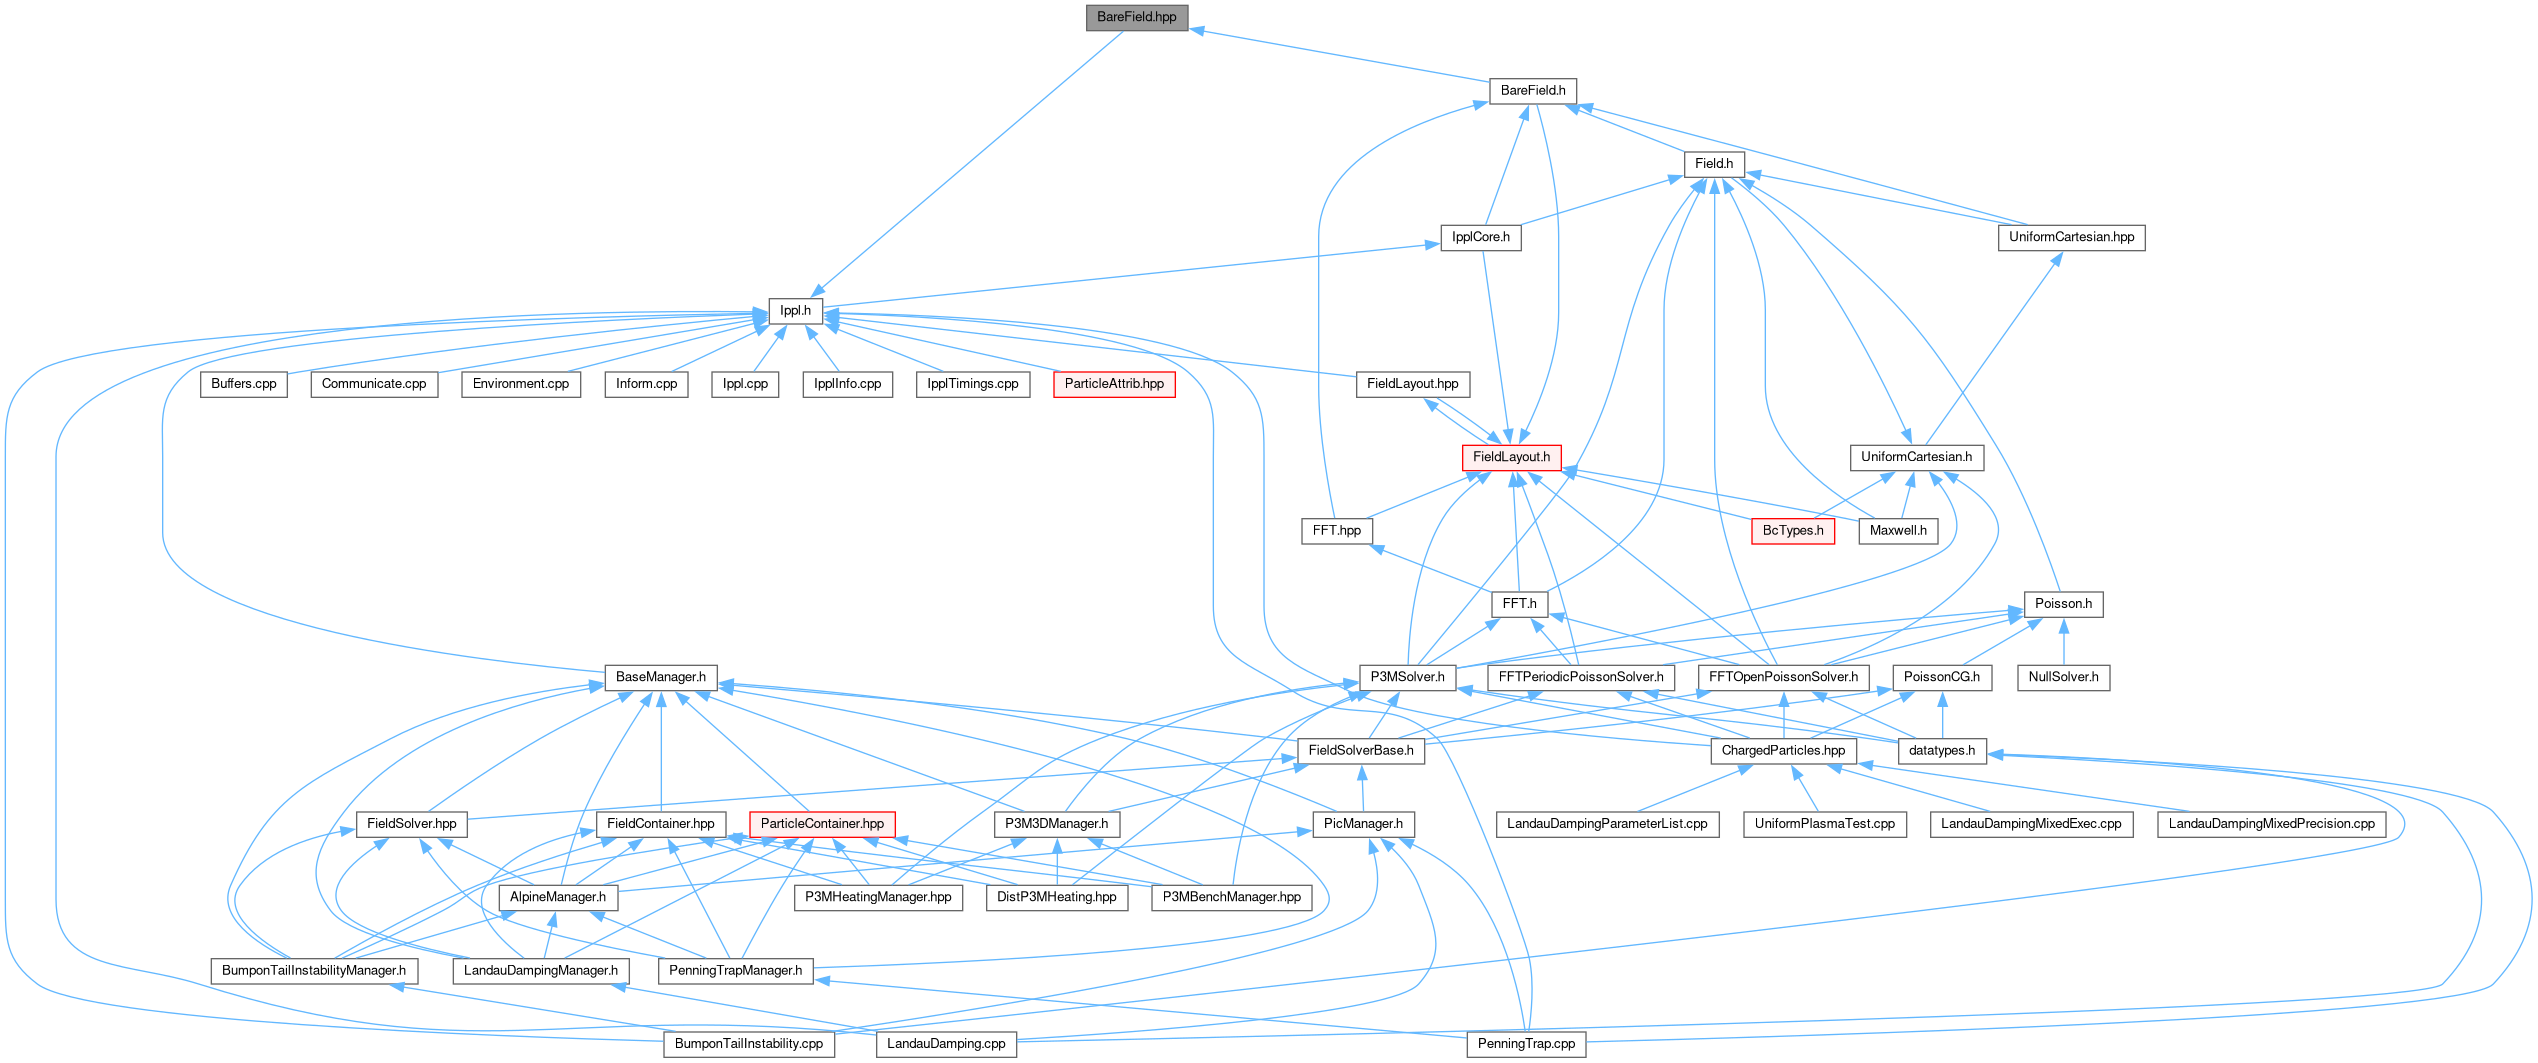 BareField.hpp
BareField.h
Field.h
IpplCore.h
UniformCartesian.hpp
Ippl.h
Buffers.cpp
Communicate.cpp
Environment.cpp
Inform.cpp
Ippl.cpp
IpplInfo.cpp
IpplTimings.cpp
ParticleAttrib.hpp
FieldLayout.hpp
FieldLayout.h
UniformCartesian.h
FFT.hpp
BcTypes.h
Maxwell.h
FFT.h
Poisson.h
BaseManager.h
P3MSolver.h
FFTPeriodicPoissonSolver.h
FFTOpenPoissonSolver.h
PoissonCG.h
NullSolver.h
FieldSolverBase.h
ChargedParticles.hpp
datatypes.h
FieldSolver.hpp
FieldContainer.hpp
ParticleContainer.hpp
P3M3DManager.h
PicManager.h
LandauDampingParameterList.cpp
UniformPlasmaTest.cpp
LandauDampingMixedExec.cpp
LandauDampingMixedPrecision.cpp
AlpineManager.h
P3MHeatingManager.hpp
DistP3MHeating.hpp
P3MBenchManager.hpp
BumponTailInstabilityManager.h
LandauDampingManager.h
PenningTrapManager.h
BumponTailInstability.cpp
LandauDamping.cpp
PenningTrap.cpp